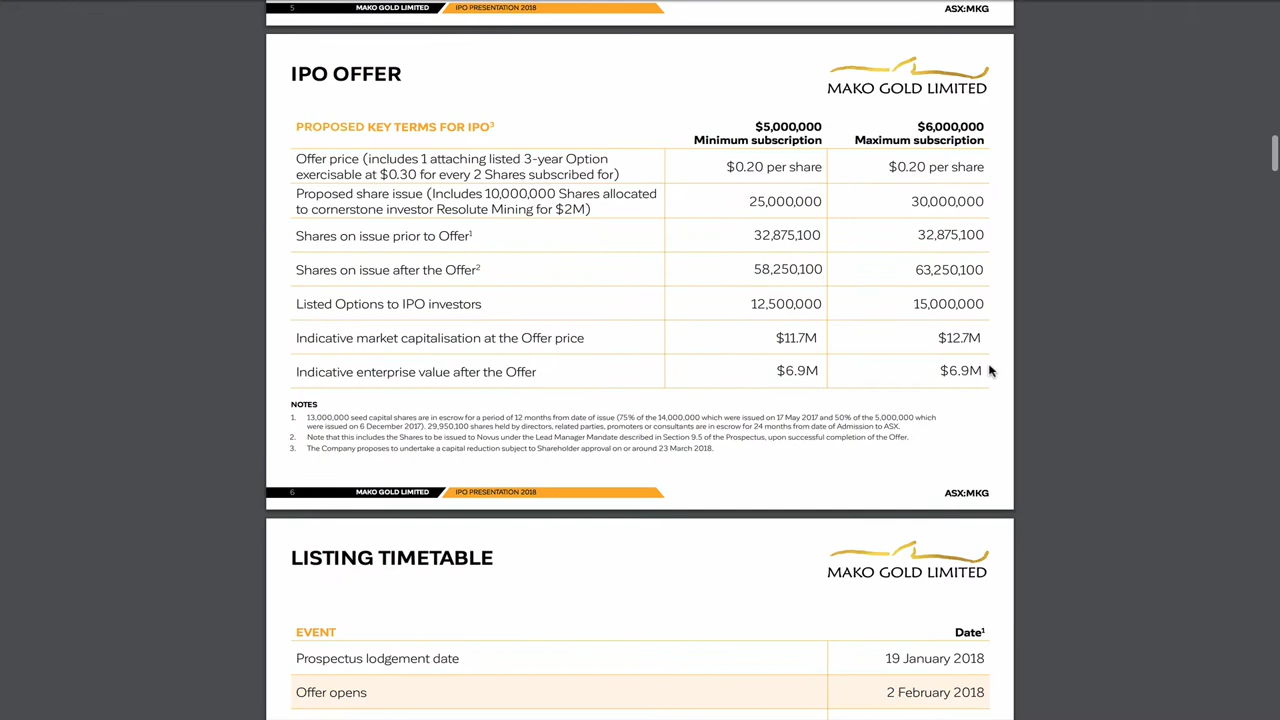 5 MAKO GOLD LIMITED IPO PRESENTATION 2018 ASX:MKG
IPO OFFER
MAKO GOLD LIMITED
PROPOSED KEY TERMS FOR IPO3 $5,000,000 Minimum subscription $6,000,000 Maximum subscription
Offer price (includes 1 attaching listed 3-year Option
exercisable at $0.30 for every 2 Shares subscribed for) $0.20 per share $0.20 per share
Proposed share issue (Includes 10,000,000 Shares allocated
to cornerstone investor Resolute Mining for $2M) 25,000,000 30,000,000
Shares on issue prior to Offer1 32,875,100 32,875,100
Shares on issue after the Offer2 58,250,100 63,250,100
Listed Options to IPO investors 12,500,000 15,000,000
Indicative market capitalisation at the Offer price $11.7M $12.7M
Indicative enterprise value after the Offer $6.9M $6.9M
NOTES
1. 13,000,000 seed capital shares are in escrow for a period of 12 months from date of issue (75% of the 14,000,000 which were issued on 17 May 2017 and 50% of the 5,000,000 which
were issued on 6 December 2017). 29,950,100 shares held by directors, related parties, promoters or consultants are in escrow for 24 months from date of Admission to ASX.
2. Note that this includes the Shares to be issued to Novus under the Lead Manager Mandate described in Section 9.5 of the Prospectus, upon successful completion of the Offer.
3. The Company proposes to undertake a capital reduction subject to Shareholder approval on or around 23 March 2018.
6 MAKO GOLD LIMITED IPO PRESENTATION 2018 ASX:MKG
LISTING TIMETABLE
MAKO GOLD LIMITED
EVENT Date1
Prospectus lodgement date 19 January 2018
Offer opens 2 February 2018